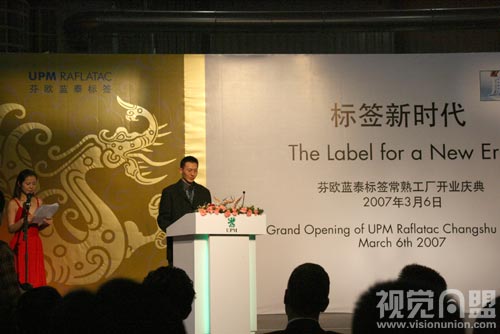 UPM RAFLATAC
芬欧蓝泰标签
标签新时代
The Label for a New Er
芬欧蓝泰标签常熟工厂开业庆典
2007年3月6日
Grand Opening of UPM Raflatac Changshu
March 6th 2007
UPM
视觉同盟
www.visionunion.com